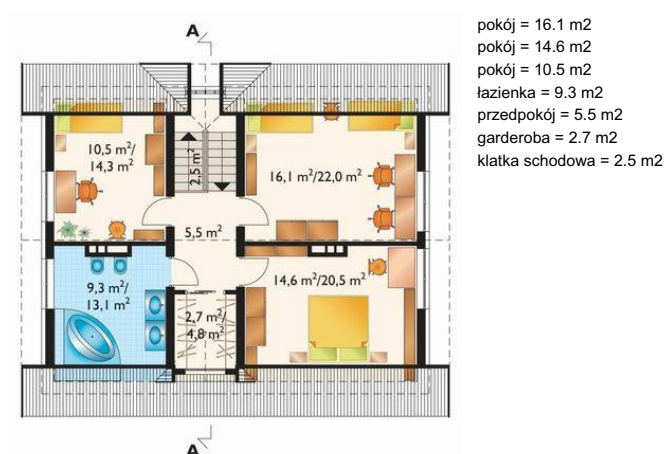 A
10,5 m²/
14,3 m²
2,5 m²
16,1 m²/22,0 m²
5,5 m²
9,3 m²/
13,1 m²
14,6 m²/20,5 m²
2,7 m²/
4,8 m²
A
pokój = 16.1 m2
pokój = 14.6 m2
pokój = 10.5 m2
łazienka = 9.3 m2
przedpokój = 5.5 m2
garderoba = 2.7 m2
klatka schodowa = 2.5 m2